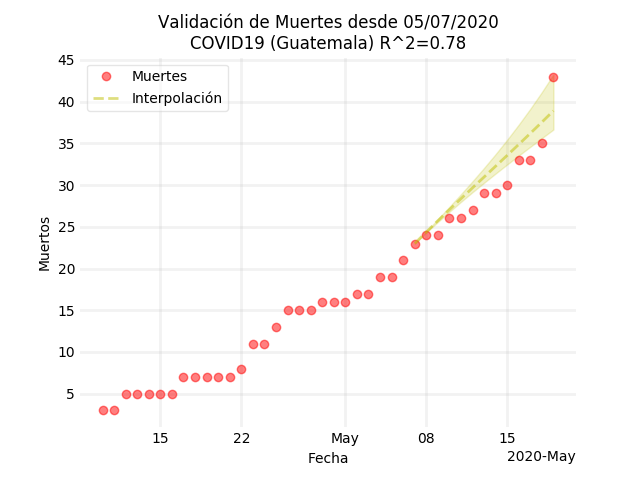 Validación de Muertes desde 05/07/2020
COVID19 (Guatemala) R^2=0.78
Muertes
Interpolación
Muertos
45
40
35
30
25
20
15
10
5
15
22
May
08
15
Fecha
2020-May